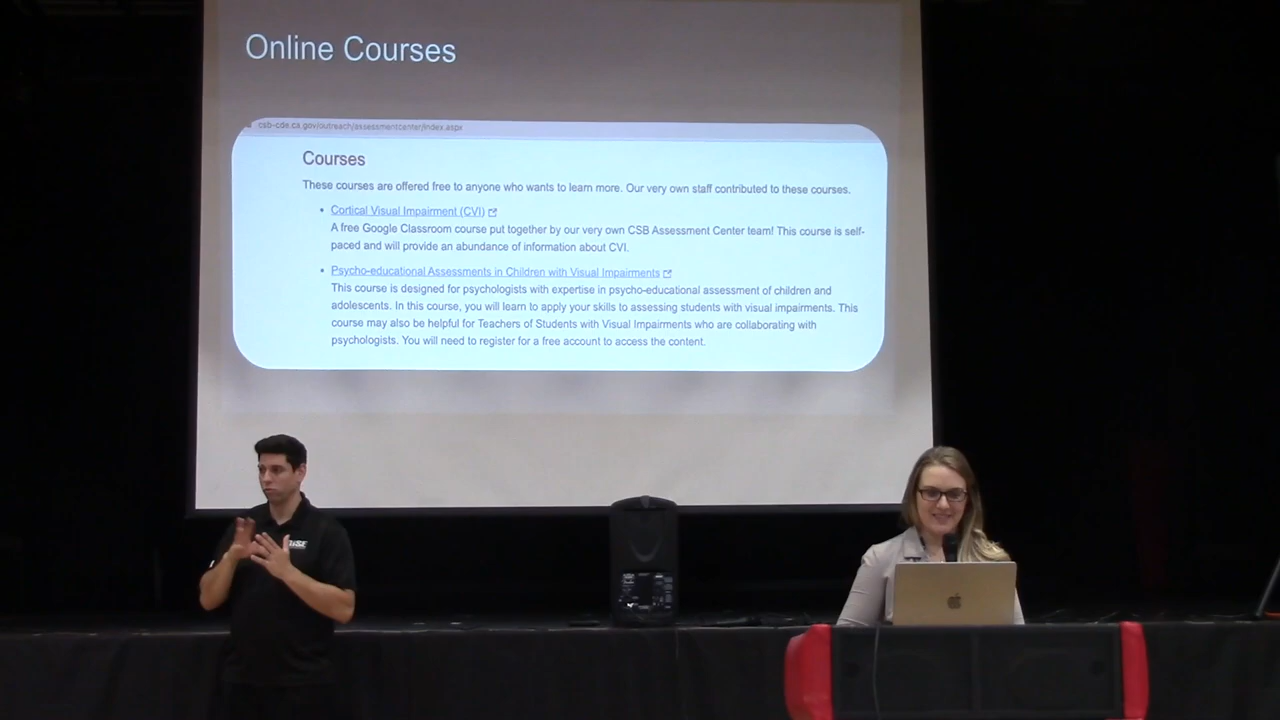 Online Courses
csb-cde.ca.gov/outreach/assessmentcenter/index.aspx
Courses
These courses are offered free to anyone who wants to learn more. Our very own staff contributed to these courses.
• Cortical Visual Impairment (CVI)
A free Google Classroom course put together by our very own CSB Assessment Center team! This course is self-
paced and will provide an abundance of information about CVI.
• Psycho-educational Assessments in Children with Visual Impairments
This course is designed for psychologists with expertise in psycho-educational assessment of children and
adolescents. In this course, you will learn to apply your skills to assessing students with visual impairments. This
course may also be helpful for Teachers of Students with Visual Impairments who are collaborating with
psychologists. You will need to register for a free account to access the content.